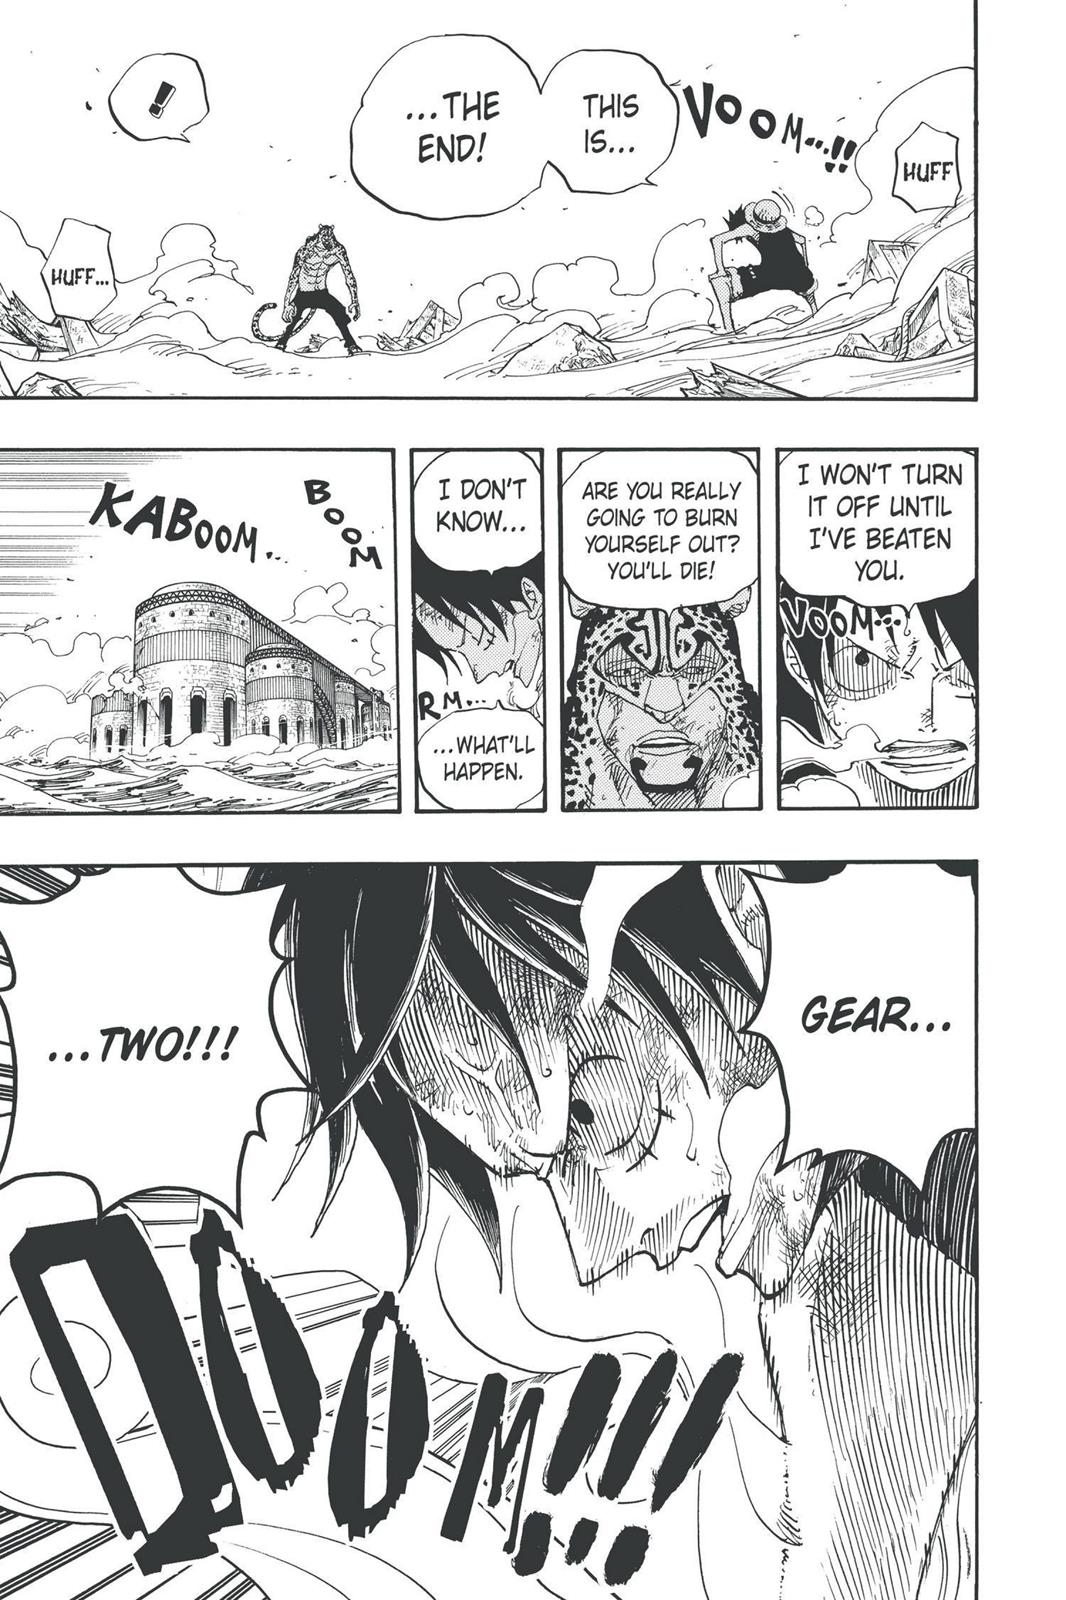 HUFF
VOOM...!!
THIS
IS...
...THE
END!
!
HUFF...
I WON'T TURN
IT OFF UNTIL
I'VE BEATEN
YOU.
VOOM...
ARE YOU REALLY
GOING TO BURN
YOURSELF OUT?
YOU'LL DIE!
I DON'T
KNOW...
RM...
...WHAT'LL
HAPPEN.
BOOM
KABOOM...
GEAR...
...TWO!!!
DOOM...!!!